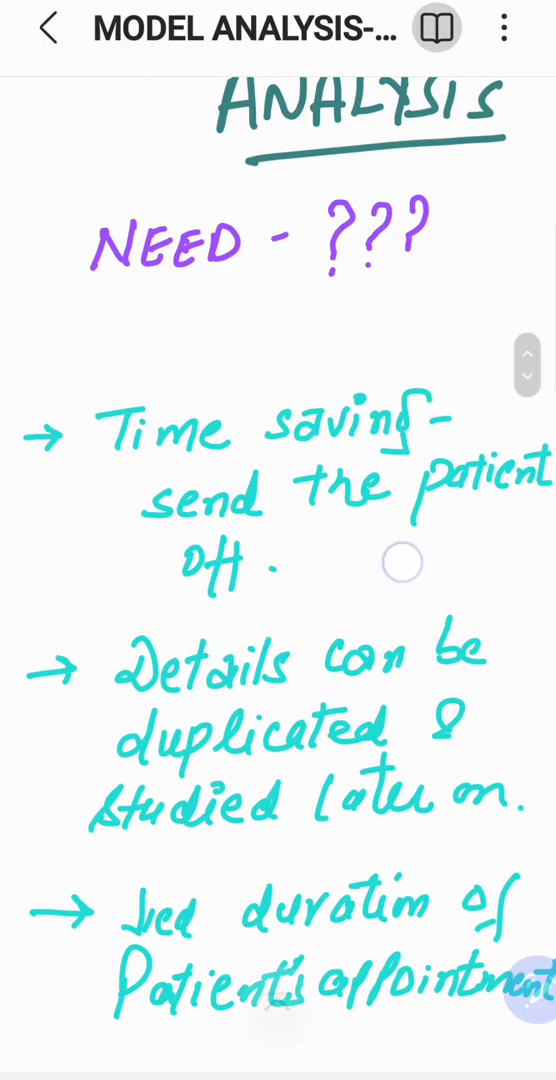 MODEL ANALYSIS-...
ANALYSIS
NEED - ???
→ Time saving -
send the patient
off.
→ Details can be
duplicated &
studied later on.
→ ↓sed duration of
Patient's appointment